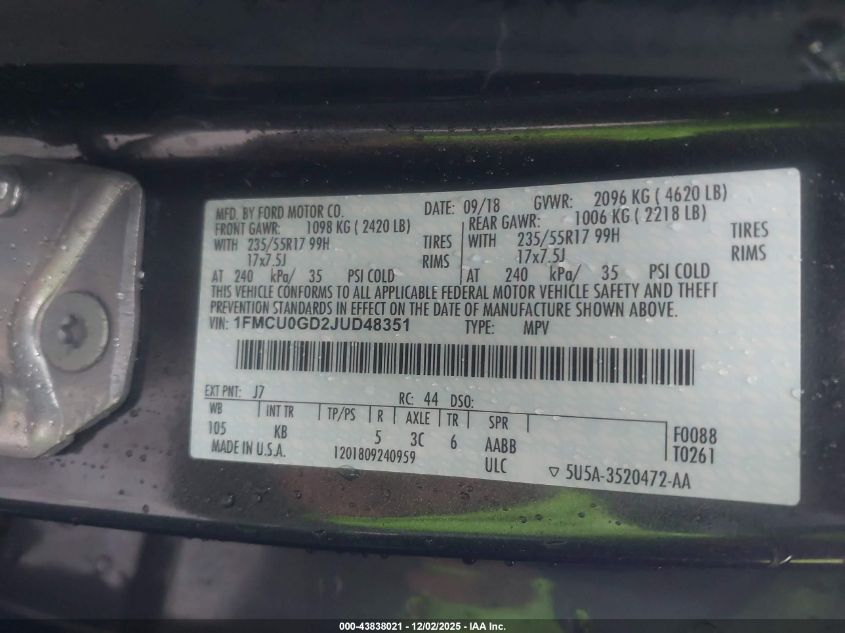 MFD. BY FORD MOTOR CO. DATE: 09/18 GVWR: 2096 KG ( 4620 LB)
FRONT GAWR: 1098 KG ( 2420 LB) REAR GAWR: 1006 KG ( 2218 LB)
WITH 235/55R17 99H TIRES WITH 235/55R17 99H TIRES
17x7.5J RIMS 17x7.5J RIMS
AT 240 kPa/ 35 PSI COLD AT 240 kPa/ 35 PSI COLD
THIS VEHICLE CONFORMS TO ALL APPLICABLE FEDERAL MOTOR VEHICLE SAFETY AND THEFT
PREVENTION STANDARDS IN EFFECT ON THE DATE OF MANUFACTURE SHOWN ABOVE.
VIN: 1FMCU0GD2JUD48351 TYPE: MPV
EXT PNT: J7 RC: 44 DSO:
WB INT TR TP/PS R AXLE TR SPR
105 KB 5 3C 6 AABB F0088
MADE IN U.S.A. 1201809240959 ULC T0261
▽ 5U5A-3520472-AA
000-43838021 - 12/02/2025 - IAA Inc.